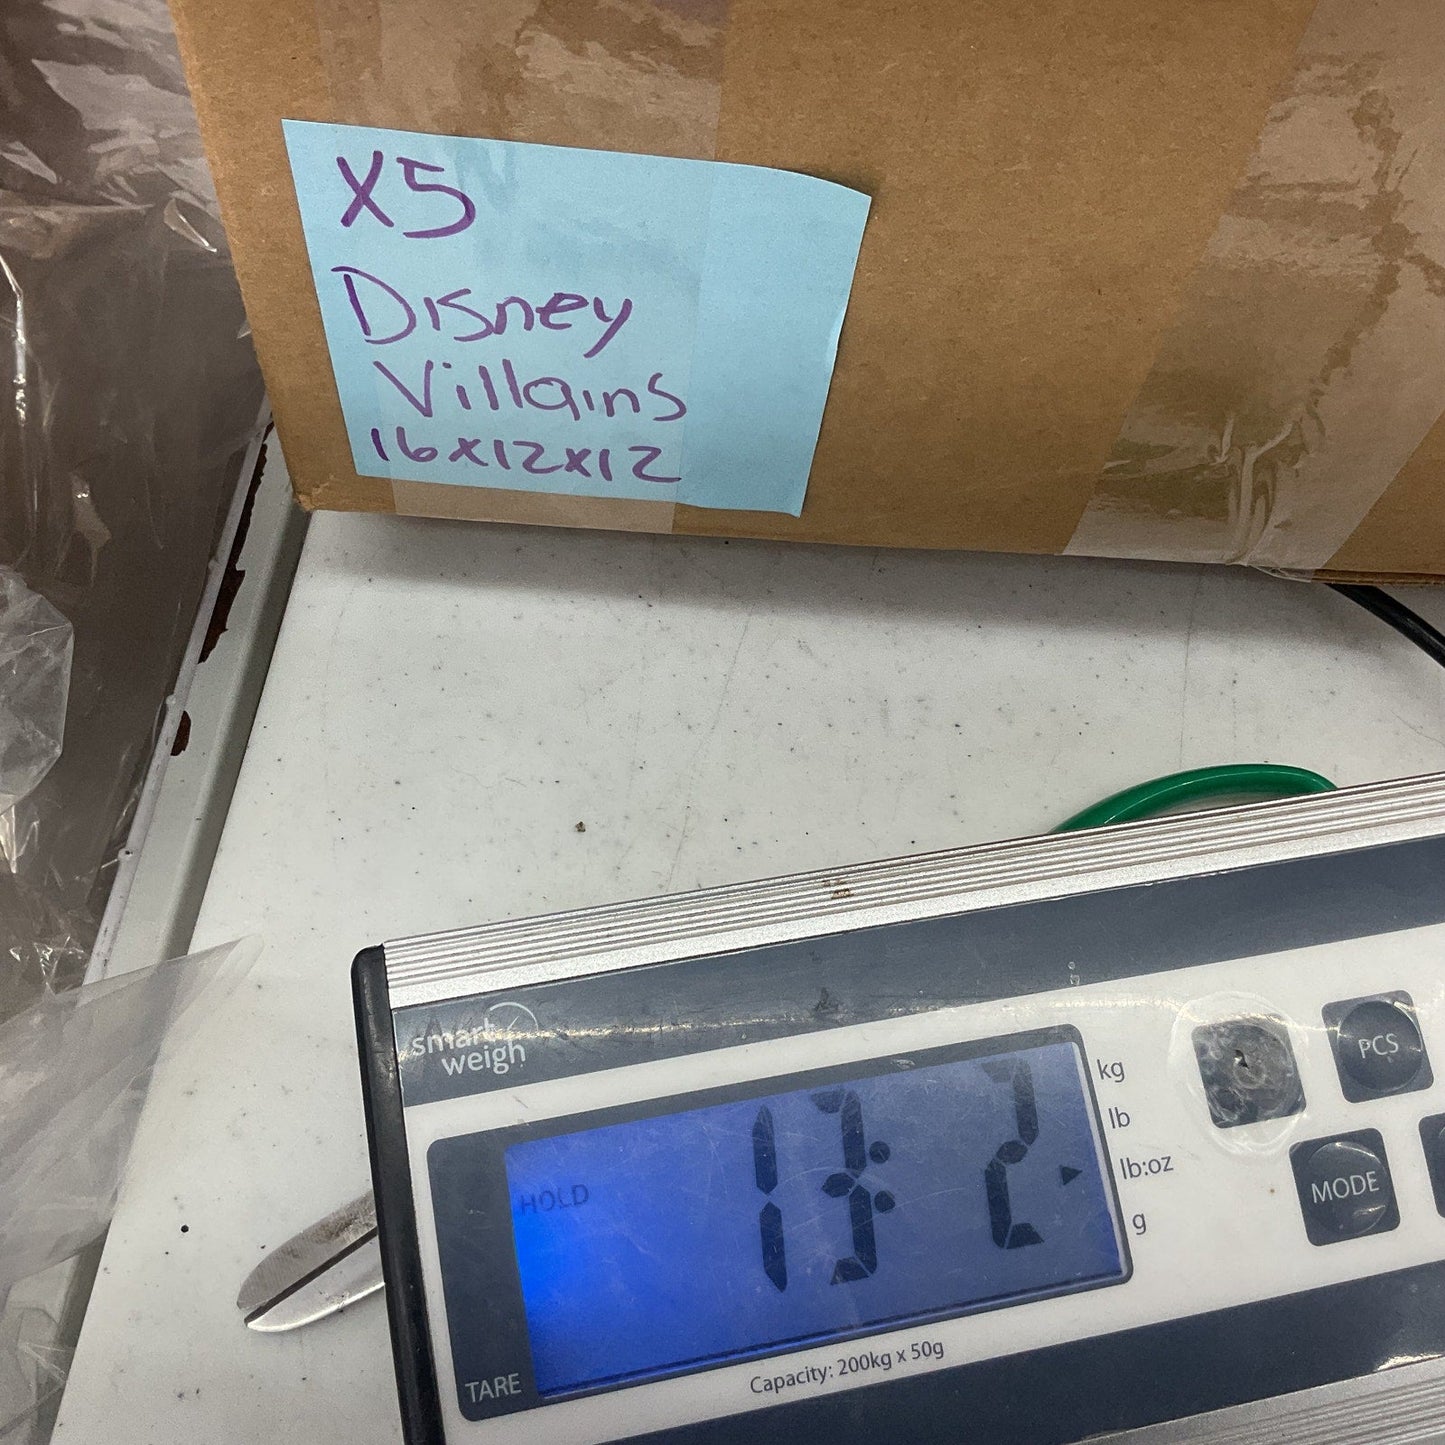 X5
Disney
Villains
16x12x12
smart
weigh
HOLD
13: 2
kg
lb
lb:oz
g
PCS
MODE
TARE
Capacity: 200kg x 50g